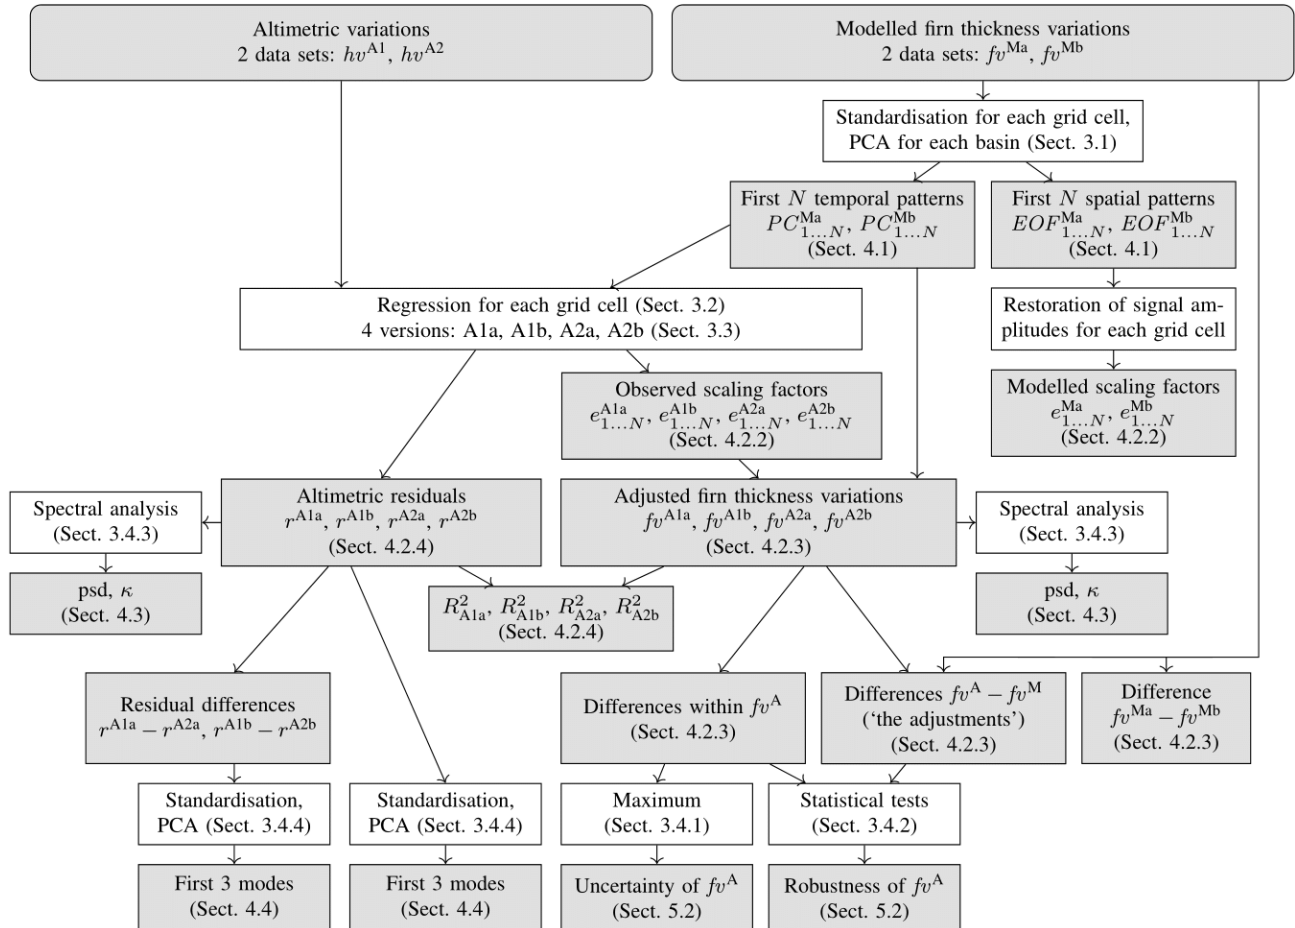 Altimetric variations
2 data sets: hv^A1, hv^A2
Modelled firn thickness variations
2 data sets: fv^Ma, fv^Mb
Standardisation for each grid cell,
PCA for each basin (Sect. 3.1)
First N temporal patterns
PC^Ma_1…N, PC^Mb_1…N
(Sect. 4.1)
First N spatial patterns
EOF^Ma_1…N, EOF^Mb_1…N
(Sect. 4.1)
Regression for each grid cell (Sect. 3.2)
4 versions: A1a, A1b, A2a, A2b (Sect. 3.3)
Restoration of signal am-
plitudes for each grid cell
Observed scaling factors
e^A1a_1…N, e^A1b_1…N, e^A2a_1…N, e^A2b_1…N
(Sect. 4.2.2)
Modelled scaling factors
e^Ma_1…N, e^Mb_1…N
(Sect. 4.2.2)
Spectral analysis
(Sect. 3.4.3)
Altimetric residuals
r^A1a, r^A1b, r^A2a, r^A2b
(Sect. 4.2.4)
Adjusted firn thickness variations
fv^A1a, fv^A1b, fv^A2a, fv^A2b
(Sect. 4.2.3)
Spectral analysis
(Sect. 3.4.3)
psd, κ
(Sect. 4.3)
R²_A1a, R²_A1b, R²_A2a, R²_A2b
(Sect. 4.2.4)
psd, κ
(Sect. 4.3)
Residual differences
r^A1a − r^A2a, r^A1b − r^A2b
Differences within fv^A
(Sect. 4.2.3)
Differences fv^A − fv^M
(‘the adjustments’)
(Sect. 4.2.3)
Difference
fv^Ma − fv^Mb
(Sect. 4.2.3)
Standardisation,
PCA (Sect. 3.4.4)
Standardisation,
PCA (Sect. 3.4.4)
Maximum
(Sect. 3.4.1)
Statistical tests
(Sect. 3.4.2)
First 3 modes
(Sect. 4.4)
First 3 modes
(Sect. 4.4)
Uncertainty of fv^A
(Sect. 5.2)
Robustness of fv^A
(Sect. 5.2)